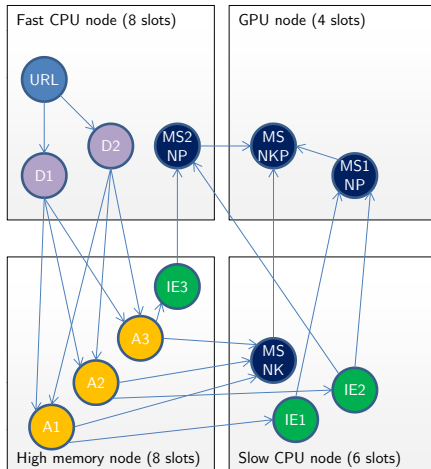 Fast CPU node (8 slots)
GPU node (4 slots)
URL
D2
D1
MS2
NP
MS
NKP
MS1
NP
IE3
A3
A2
A1
MS
NK
IE2
IE1
High memory node (8 slots)
Slow CPU node (6 slots)